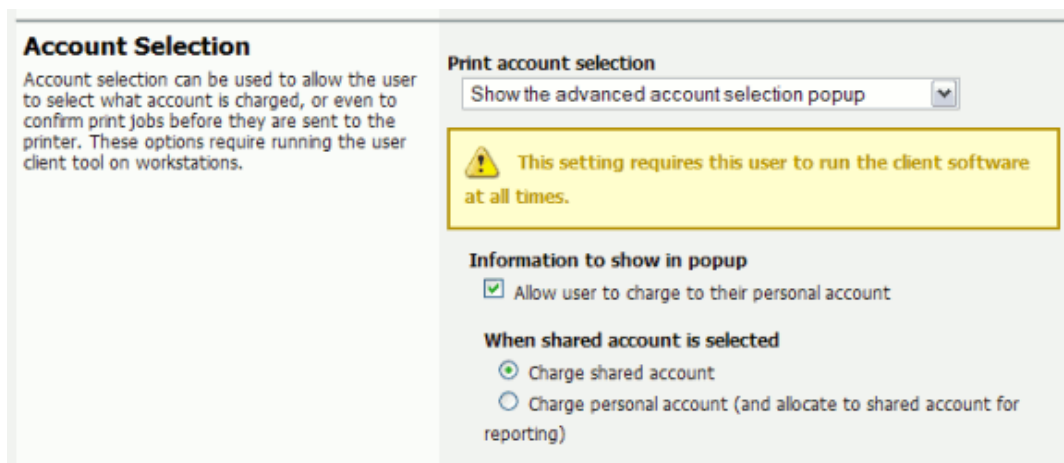 Account Selection
Account selection can be used to allow the user
to select what account is charged, or even to
confirm print jobs before they are sent to the
printer. These options require running the user
client tool on workstations.
Print account selection
Show the advanced account selection popup
This setting requires this user to run the client software
at all times.
Information to show in popup
Allow user to charge to their personal account
When shared account is selected
Charge shared account
Charge personal account (and allocate to shared account for
reporting)